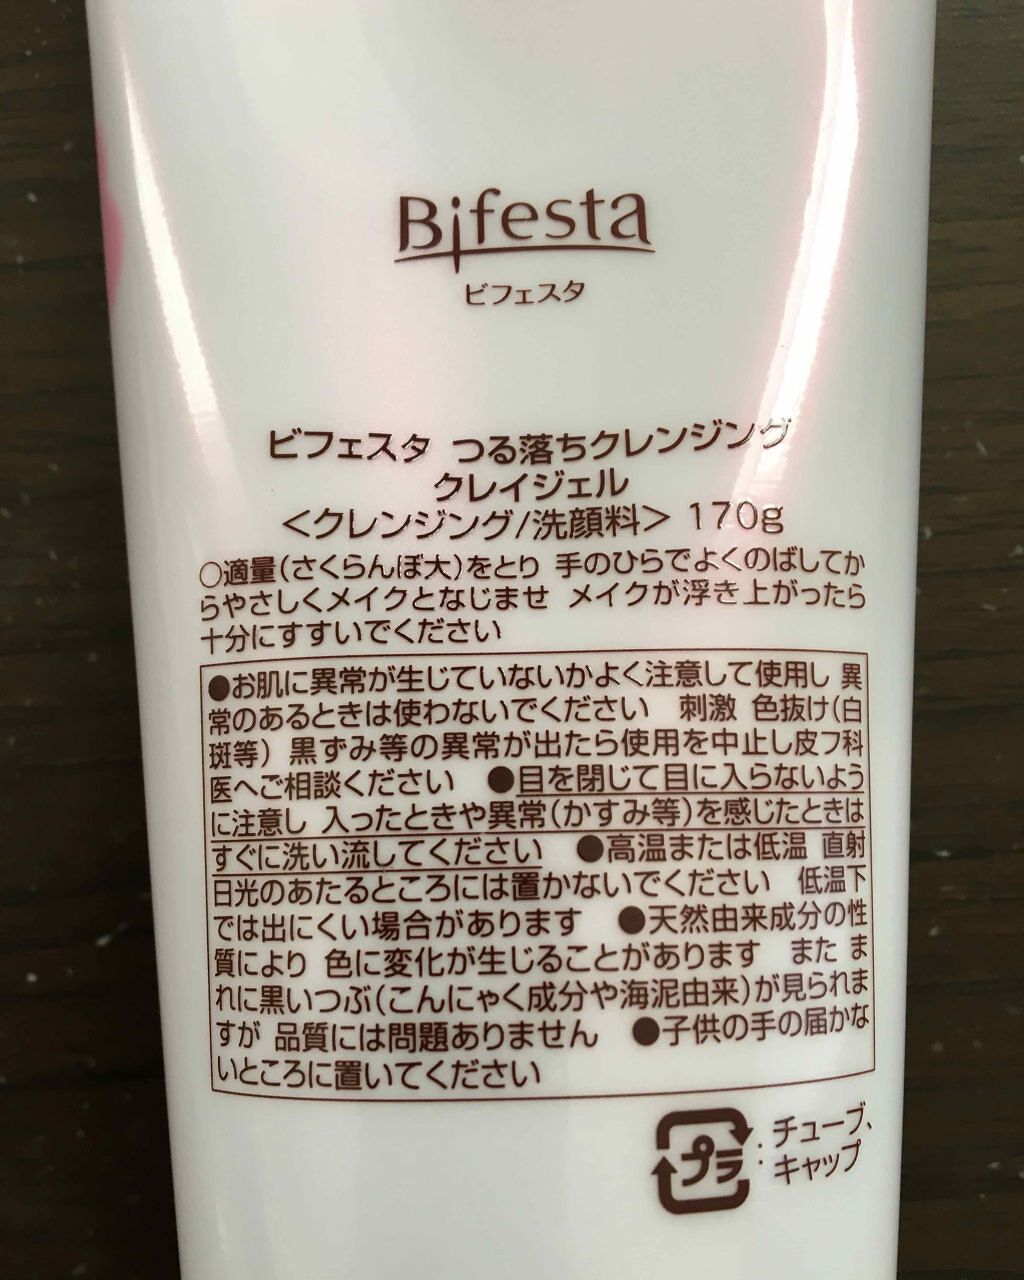 Bifesta
ビフェスタ
ビフェスタ つる落ちクレンジング
クレイジェル
＜クレンジング/洗顔料＞ 170g
○適量(さくらんぼ大)をとり 手のひらでよくのばしてか
らやさしくメイクとなじませ メイクが浮き上がったら
十分にすすいでください
●お肌に異常が生じていないかよく注意して使用し 異
常のあるときは使わないでください 刺激 色抜け(白
斑等) 黒ずみ等の異常が出たら使用を中止し皮フ科
医へご相談ください ●目を閉じて目に入らないよう
に注意し 入ったときや異常(かすみ等)を感じたときは
すぐに洗い流してください ●高温または低温 直射
日光のあたるところには置かないでください 低温下
では出にくい場合があります ●天然由来成分の性
質により 色に変化が生じることがあります また ま
れに黒いつぶ(こんにゃく成分や海泥由来)が見られま
すが 品質には問題ありません ●子供の手の届かな
いところに置いてください
プラ : チューブ、
キャップ